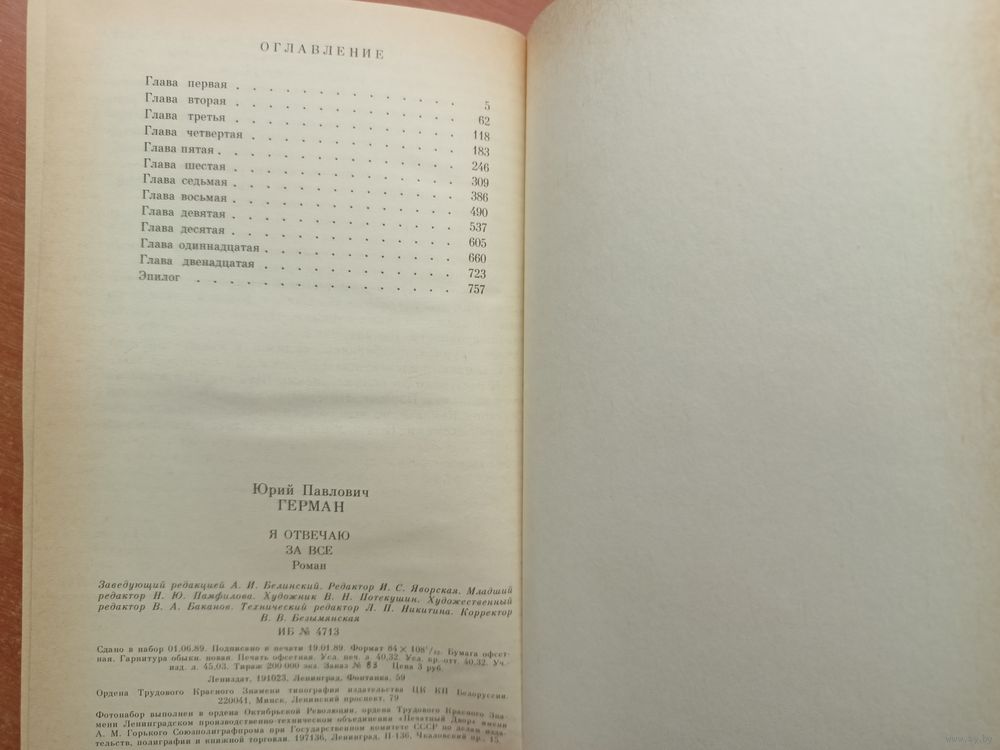 ОГЛАВЛЕНИЕ
Глава первая . . . . . . . . . . . . . . 5
Глава вторая . . . . . . . . . . . . . . 62
Глава третья . . . . . . . . . . . . . . 118
Глава четвертая . . . . . . . . . . . . . 183
Глава пятая . . . . . . . . . . . . . . . 246
Глава шестая . . . . . . . . . . . . . . 309
Глава седьмая . . . . . . . . . . . . . . 386
Глава восьмая . . . . . . . . . . . . . . 490
Глава девятая . . . . . . . . . . . . . . 537
Глава десятая . . . . . . . . . . . . . . 605
Глава одиннадцатая . . . . . . . . . . . . 660
Глава двенадцатая . . . . . . . . . . . . 723
Эпилог . . . . . . . . . . . . . . . . 757
Юрий Павлович
ГЕРМАН
Я ОТВЕЧАЮ
ЗА ВСЕ
Роман
Заведующий редакцией А. И. Белинский. Редактор И. С. Яворская. Младший
редактор Н. Ю. Памфилова. Художник В. Н. Потекушин. Художественный
редактор В. А. Баканов. Технический редактор Л. П. Никитина. Корректор
В. В. Безымянская
ИБ № 4713
Сдано в набор 01.06.89. Подписано к печати 19.01.89. Формат 84 × 108¹/₃₂. Бумага офсет-
ная. Гарнитура обыкн. новая. Печать офсетная. Усл. печ. л. 40,32. Усл. кр.-отт. 40,32. Уч.-
изд. л. 45,03. Тираж 200 000 экз. Заказ № 83 Цена 3 руб.
Лениздат, 191023, Ленинград, Фонтанка, 59
Ордена Трудового Красного Знамени типография издательства ЦК КП Белоруссии.
220041, Минск, Ленинский проспект, 79
Фотонабор выполнен в ордена Октябрьской Революции, ордена Трудового Красного Зна-
мени Ленинградском производственно-техническом объединении «Печатный Двор» имени
А. М. Горького Союзполиграфпрома при Государственном комитете СССР по делам изда-
тельств, полиграфии и книжной торговли. 197136, Ленинград, П-136, Чкаловский пр., 15.